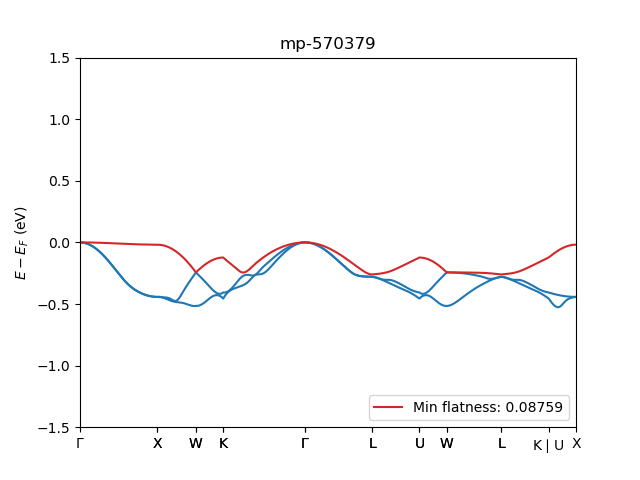 mp-570379
E − E_F (eV)
1.5
1.0
0.5
0.0
−0.5
−1.0
−1.5
Min flatness: 0.08759
Γ X W K Γ L U W L K | U X